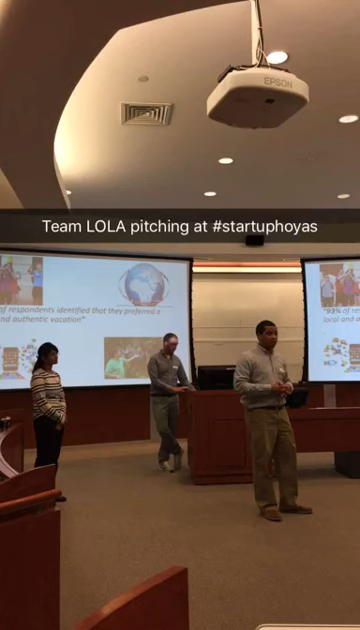 EPSON
Team LOLA pitching at #startuphoyas
of respondents identified that they preferred a
and authentic vacation"
"93% of res
local and a